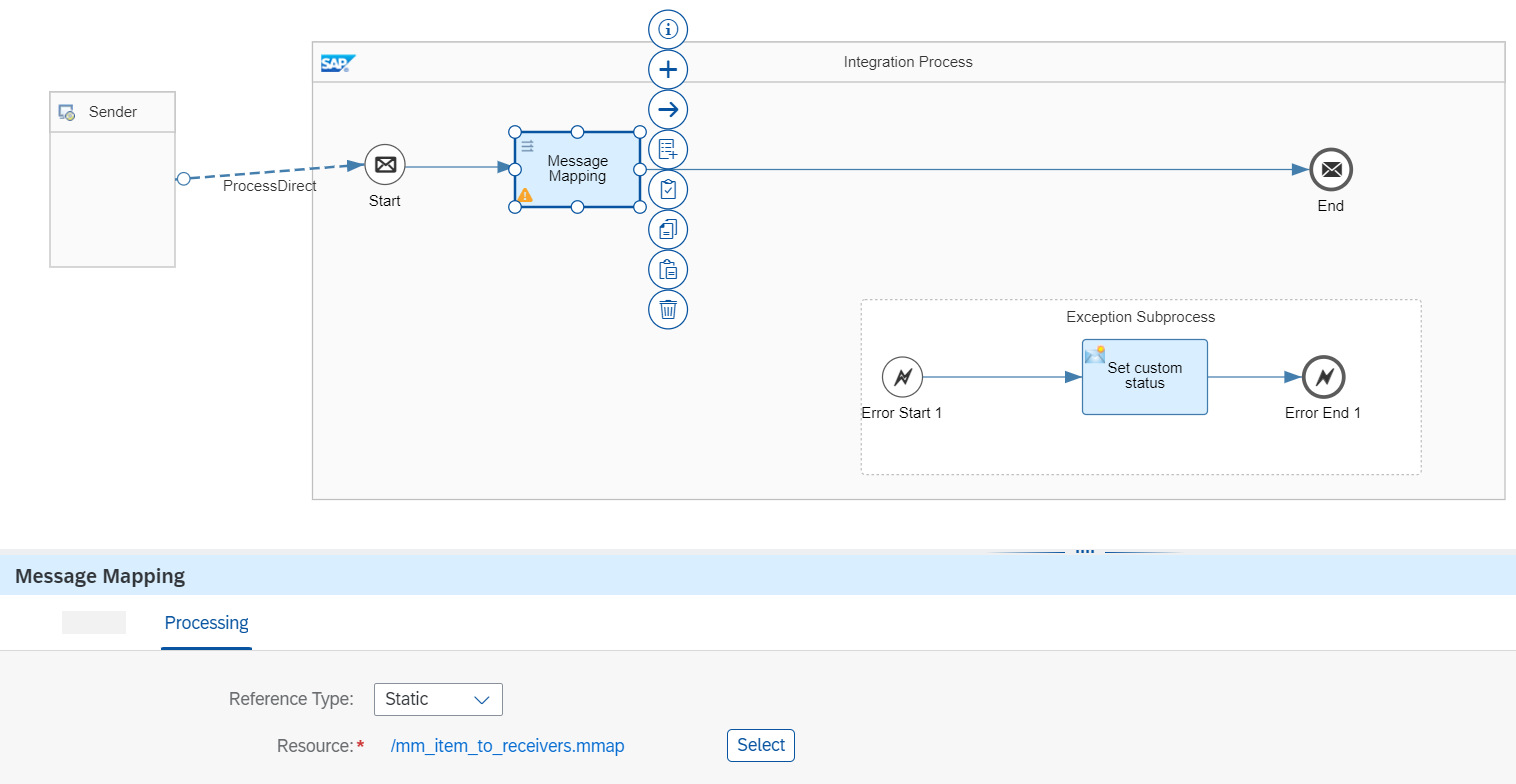 SAP
Integration Process
Sender
ProcessDirect
Start
Message
Mapping
End
Exception Subprocess
Error Start 1
Set custom
status
Error End 1
Message Mapping
Processing
Reference Type:
Static
Resource:*
/mm_item_to_receivers.mmap
Select